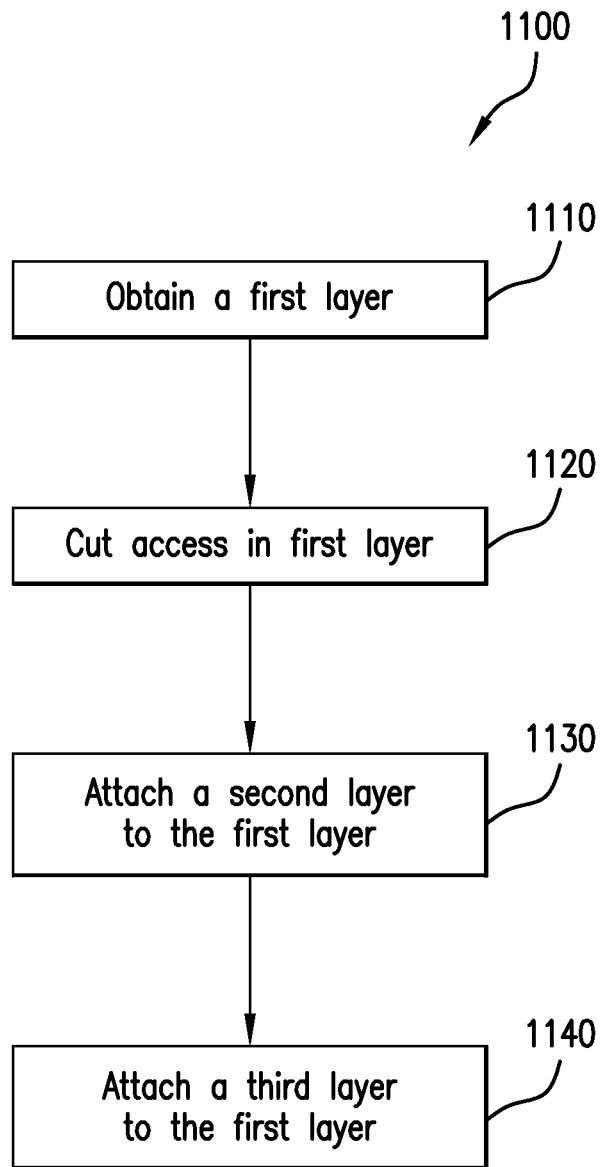 1100
1110
Obtain a first layer
1120
Cut access in first layer
1130
Attach a second layer
to the first layer
1140
Attach a third layer
to the first layer